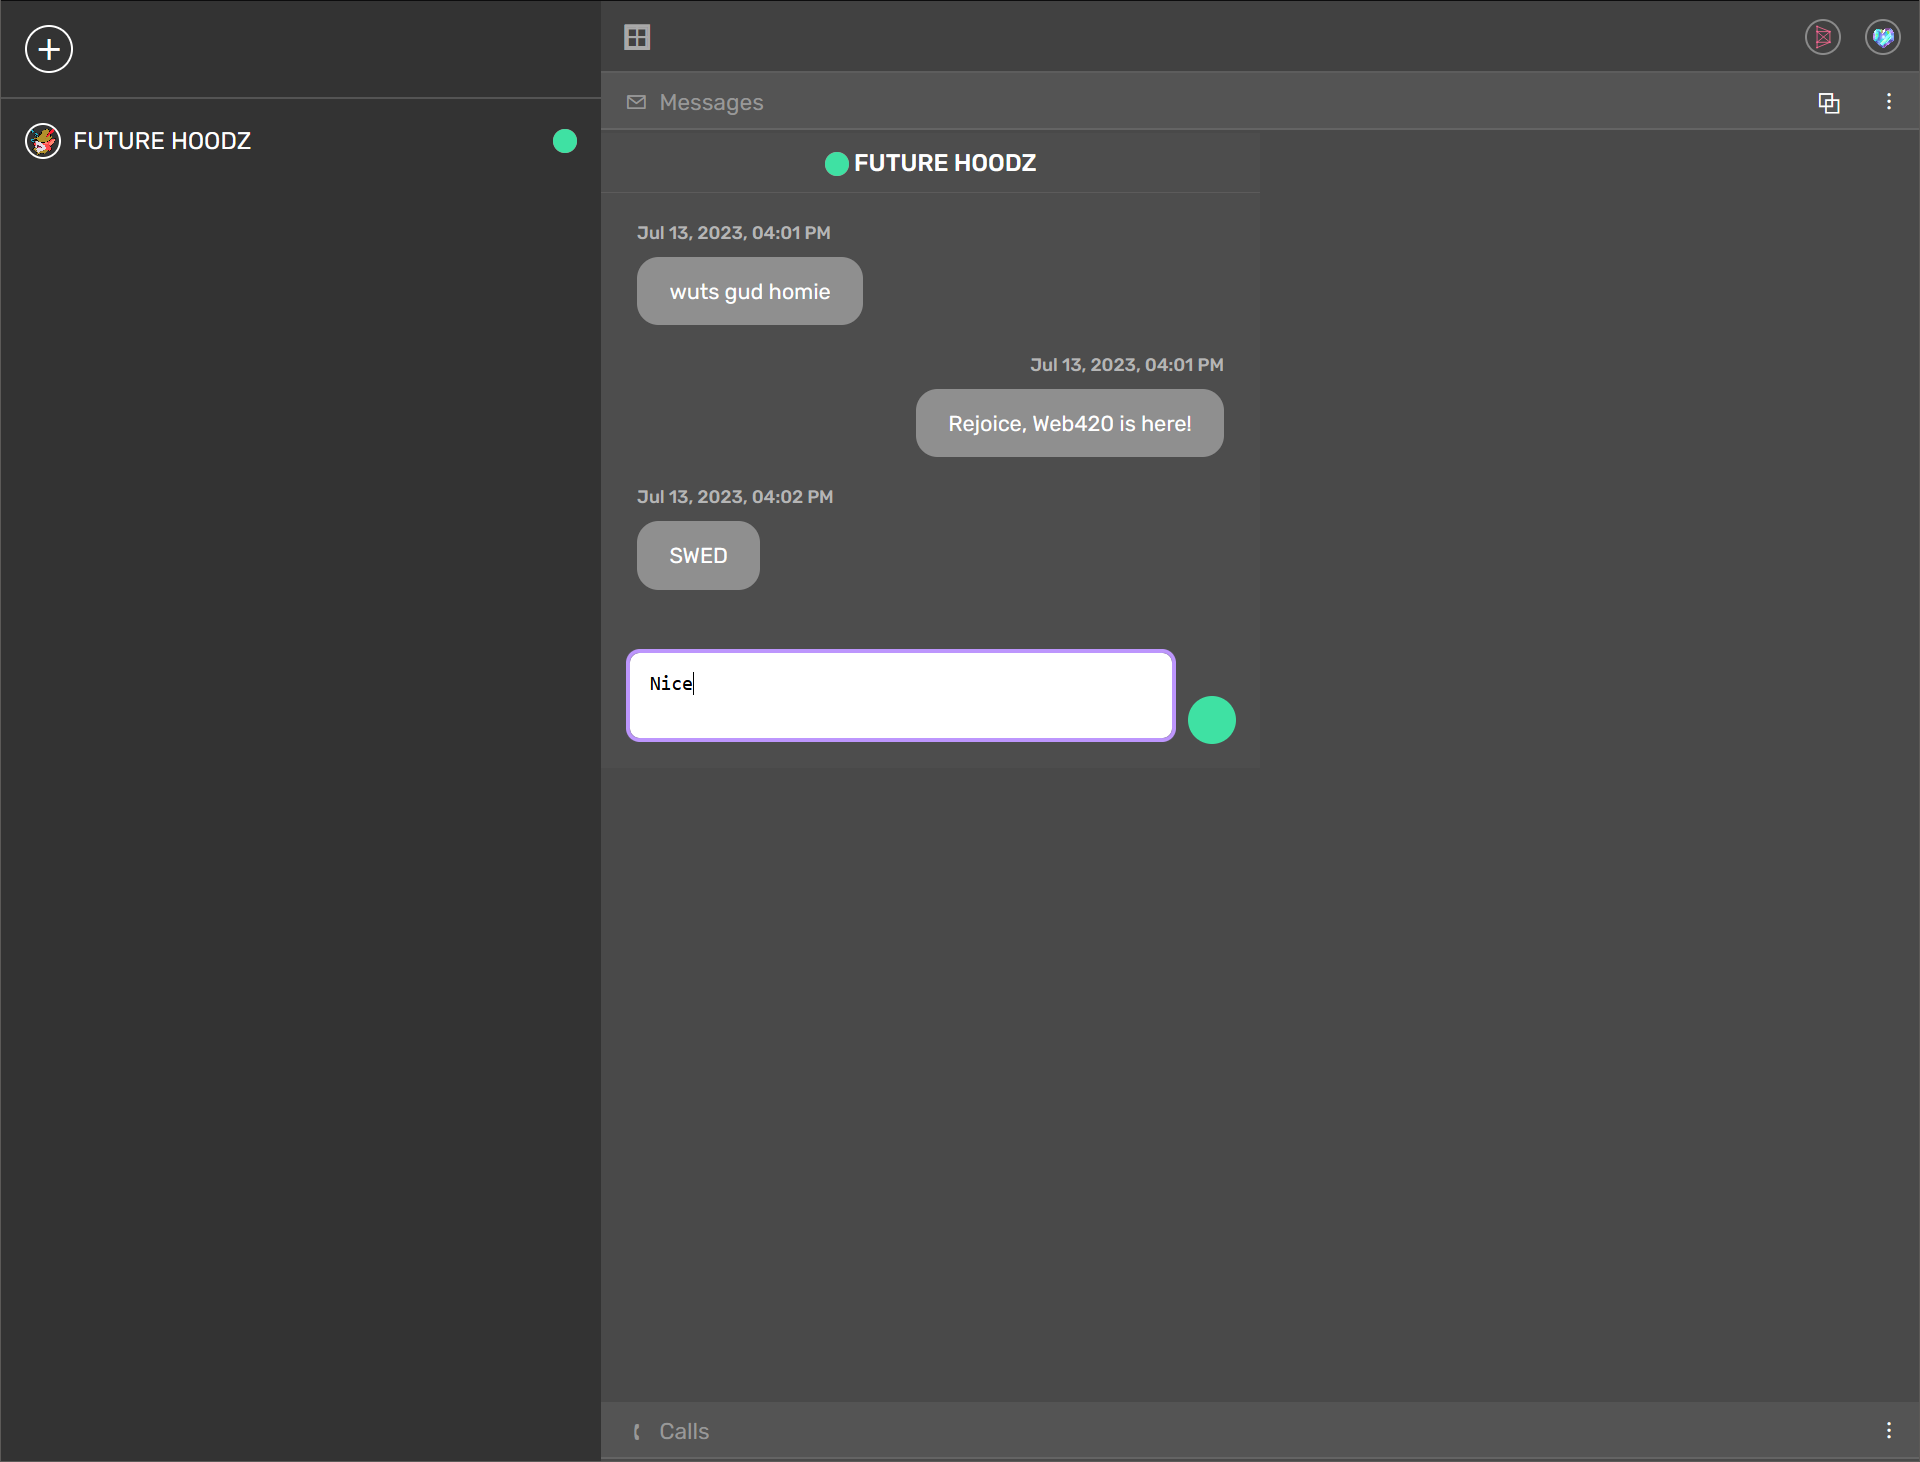 FUTURE HOODZ
Messages
FUTURE HOODZ
Jul 13, 2023, 04:01 PM
wuts gud homie
Jul 13, 2023, 04:01 PM
Rejoice, Web420 is here!
Jul 13, 2023, 04:02 PM
SWED
Nice
Calls